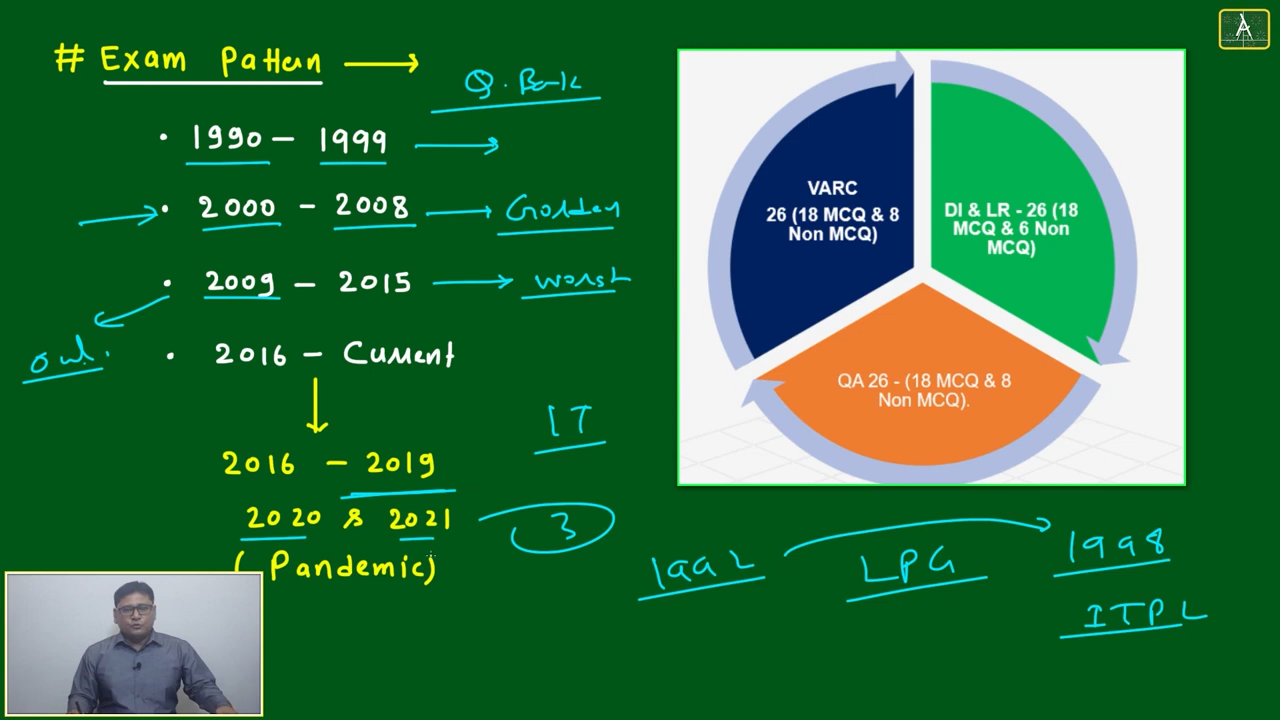 # Exam Pattern →
Q. Bank
• 1990 – 1999 →
• 2000 – 2008 → Golden
• 2009 – 2015 → Worst
• 2016 – Current
2016 – 2019
2020 & 2021
(Pandemic)
IT
3
VARC
26 (18 MCQ & 8
Non MCQ)
DI & LR - 26 (18
MCQ & 6 Non
MCQ)
QA 26 - (18 MCQ & 8
Non MCQ).
1992
LPG
1998
ITPL